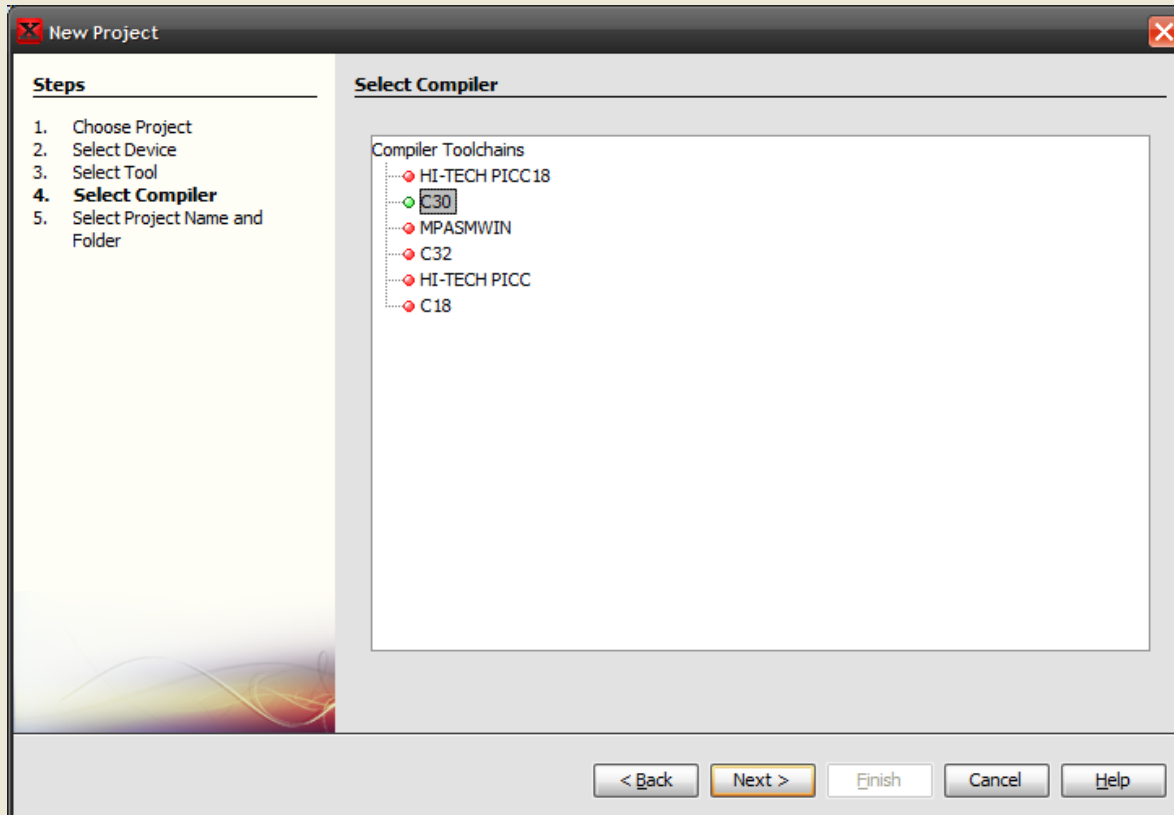 New Project
Steps
1. Choose Project
2. Select Device
3. Select Tool
4. Select Compiler
5. Select Project Name and
Folder
Select Compiler
Compiler Toolchains
HI-TECH PICC18
C30
MPASMWIN
C32
HI-TECH PICC
C18
< Back
Next >
Finish
Cancel
Help